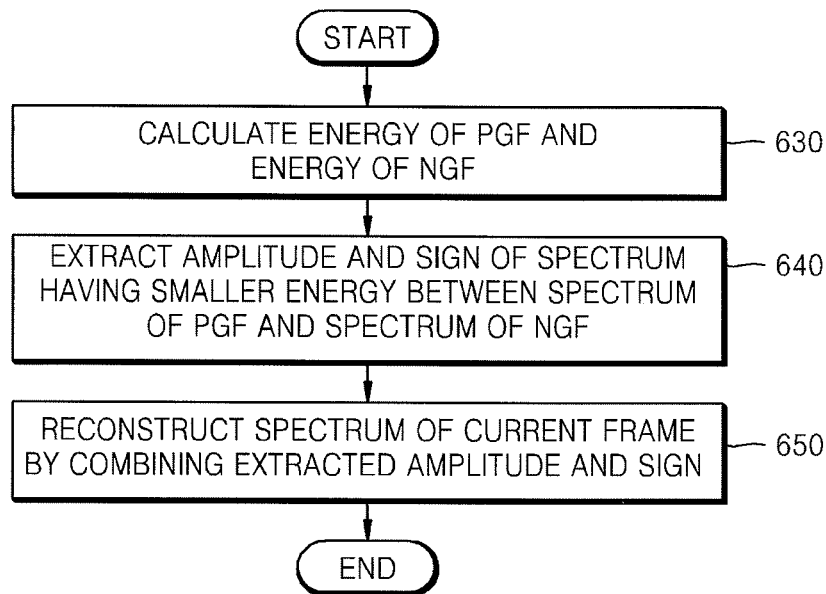 START
CALCULATE ENERGY OF PGF AND
ENERGY OF NGF
630
EXTRACT AMPLITUDE AND SIGN OF SPECTRUM
HAVING SMALLER ENERGY BETWEEN SPECTRUM
OF PGF AND SPECTRUM OF NGF
640
RECONSTRUCT SPECTRUM OF CURRENT FRAME
BY COMBINING EXTRACTED AMPLITUDE AND SIGN
650
END